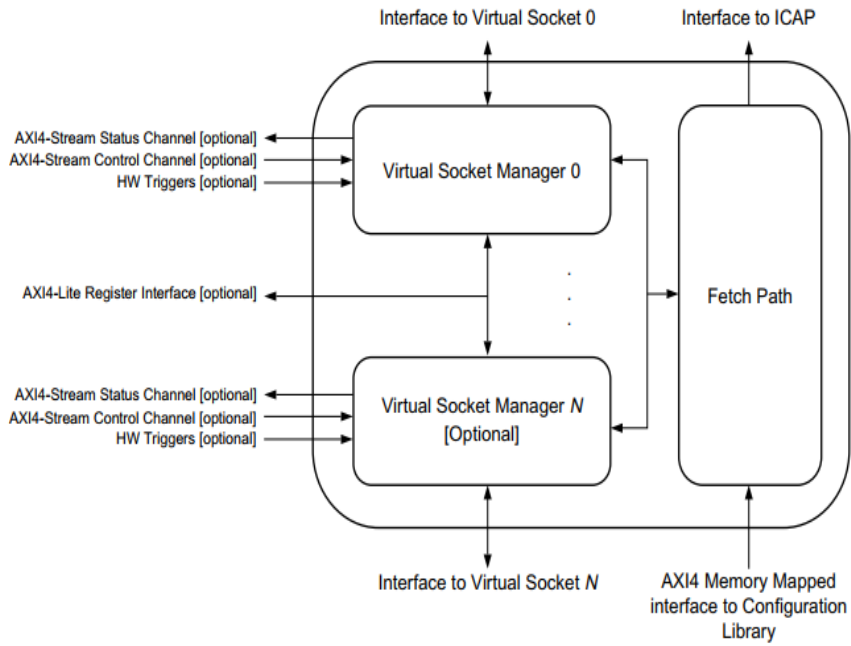 Interface to Virtual Socket 0
Interface to ICAP
AXI4-Stream Status Channel [optional]
AXI4-Stream Control Channel [optional]
HW Triggers [optional]
Virtual Socket Manager 0
AXI4-Lite Register Interface [optional]
Fetch Path
AXI4-Stream Status Channel [optional]
AXI4-Stream Control Channel [optional]
HW Triggers [optional]
Virtual Socket Manager N
[Optional]
Interface to Virtual Socket N
AXI4 Memory Mapped
interface to Configuration
Library